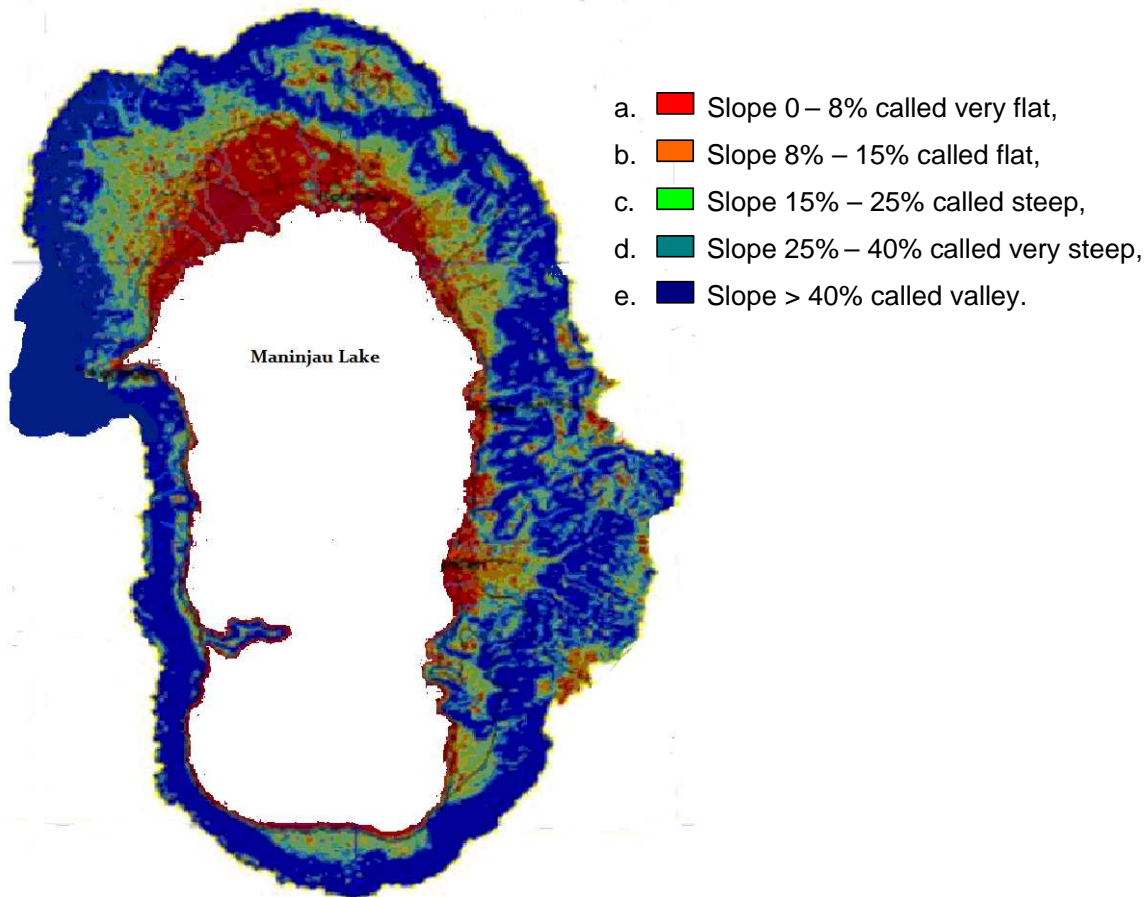 a. Slope 0 – 8% called very flat,
b. Slope 8% – 15% called flat,
c. Slope 15% – 25% called steep,
d. Slope 25% – 40% called very steep,
e. Slope > 40% called valley.
Maninjau Lake